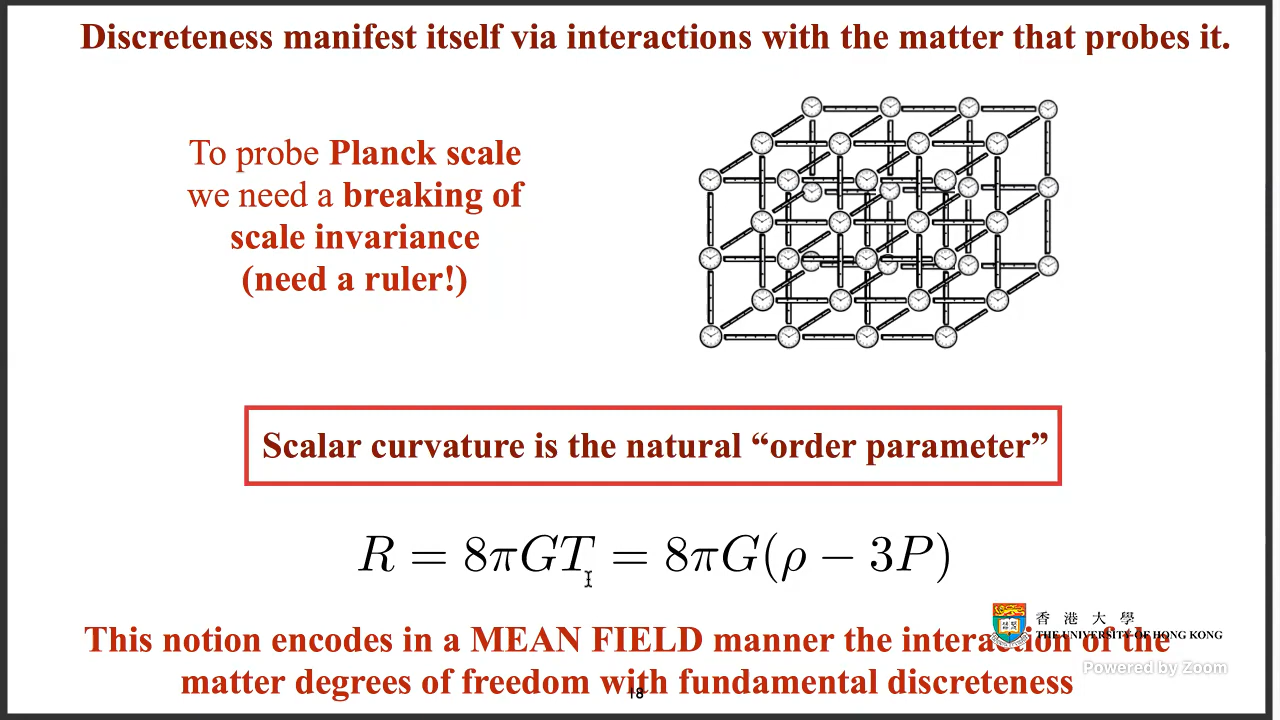 Discreteness manifest itself via interactions with the matter that probes it.
To probe Planck scale
we need a breaking of
scale invariance
(need a ruler!)
Scalar curvature is the natural “order parameter”
R = 8πGT = 8πG(ρ − 3P)
This notion encodes in a MEAN FIELD manner the interaction of the
matter degrees of freedom with fundamental discreteness
香港大學
THE UNIVERSITY OF HONG KONG
Powered by Zoom
18